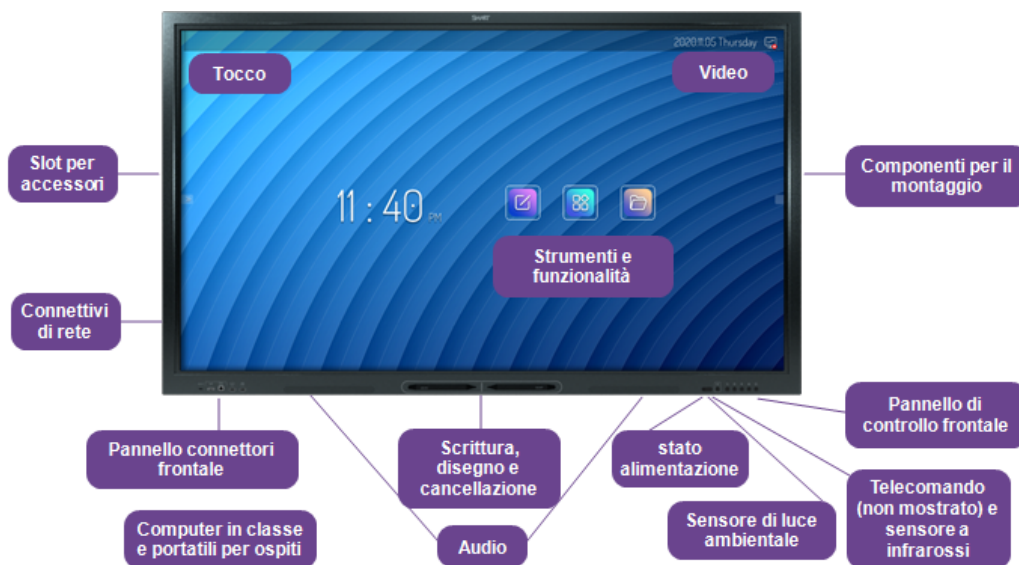 SMART
2020.11.05 Thursday
Tocco
Video
Slot per
accessori
Componenti per il
montaggio
11 : 40 PM
Strumenti e
funzionalità
Connettivi
di rete
Pannello di
controllo frontale
Pannello connettori
frontale
Scrittura,
disegno e
cancellazione
stato
alimentazione
Telecomando
(non mostrato) e
sensore a
infrarossi
Sensore di luce
ambientale
Computer in classe
e portatili per ospiti
Audio